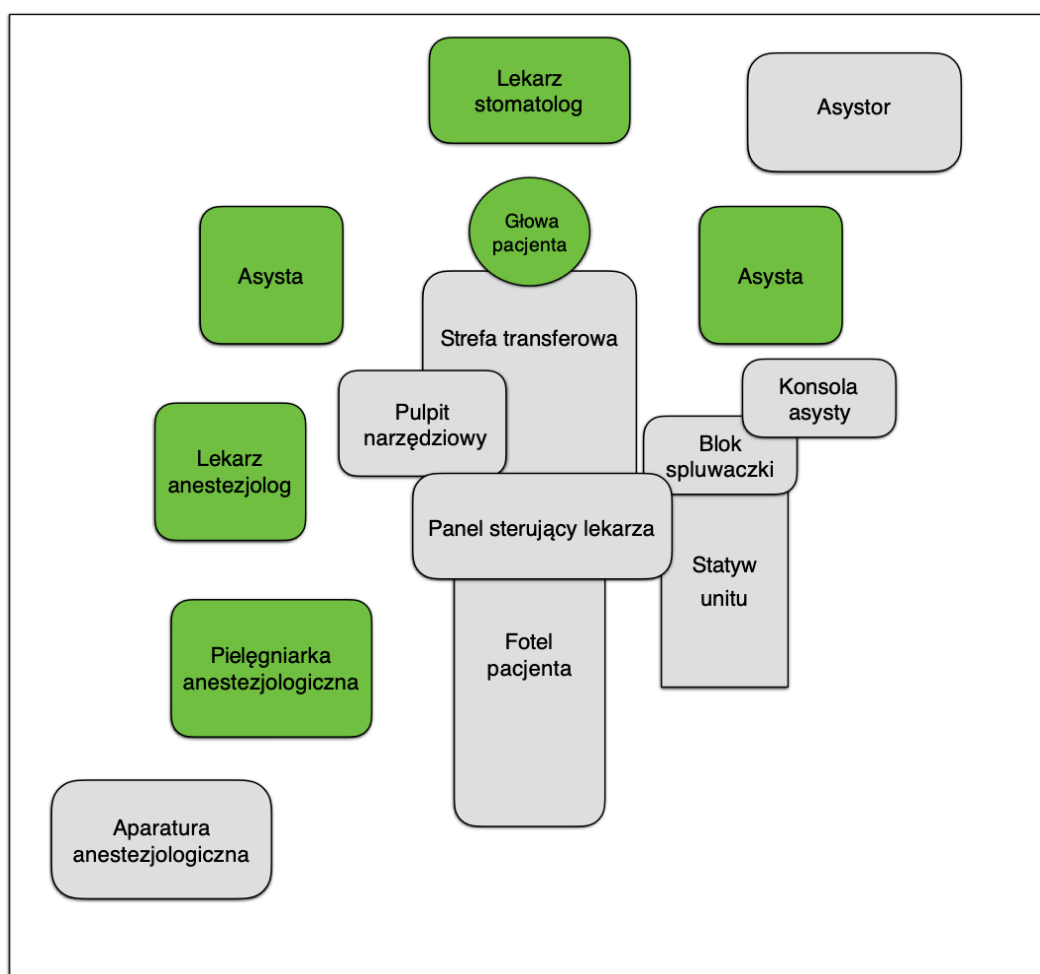 Lekarz
stomatolog
Asystor
Głowa
pacjenta
Asysta
Asysta
Strefa transferowa
Konsola
asysty
Pulpit
narzędziowy
Blok
spluwaczki
Lekarz
anestezjolog
Panel sterujący lekarza
Statyw
unitu
Fotel
pacjenta
Pielęgniarka
anestezjologiczna
Aparatura
anestezjologiczna